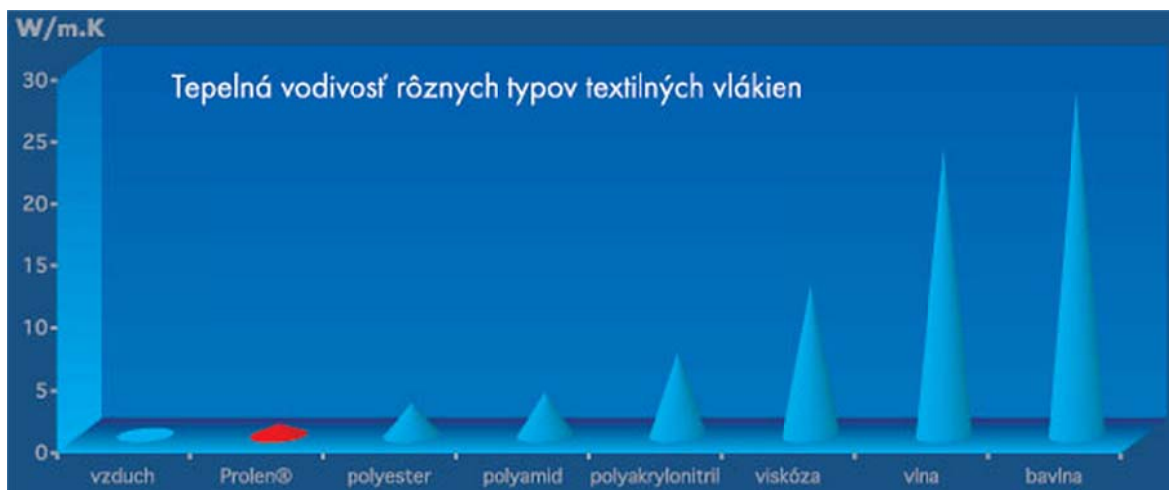 W/m.K
Tepelná vodivosť rôznych typov textilných vlákien
30
25
20
15
10
5
0
vzduch Prolen® polyester polyamid polyakrylonitril viskóza vlna bavlna